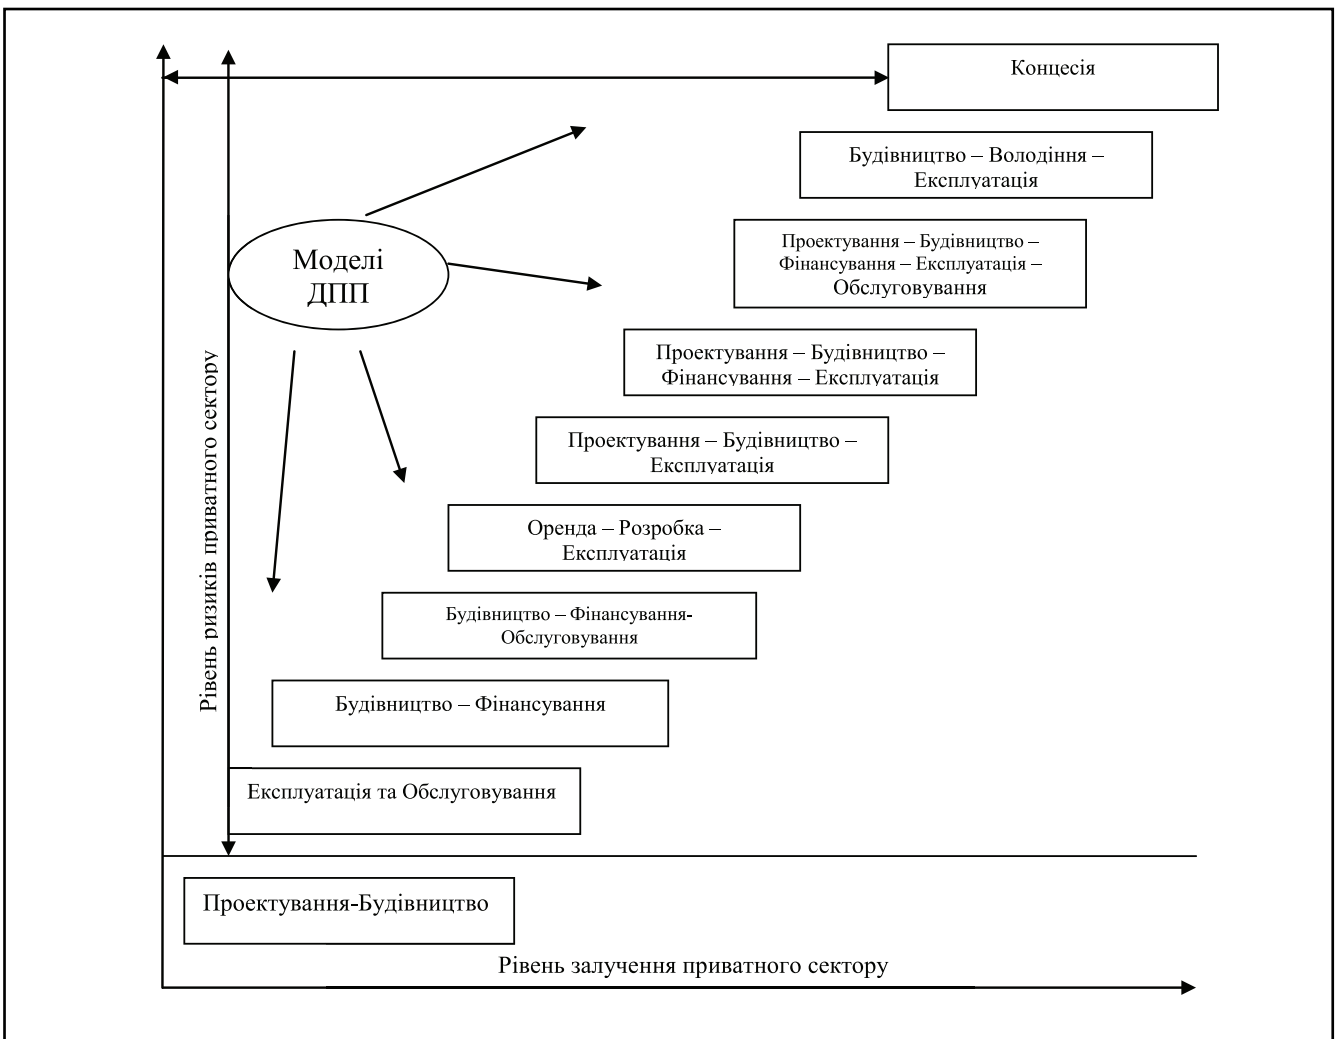 Концесія
Будівництво – Володіння –
Експлуатація
Проектування – Будівництво –
Фінансування – Експлуатація –
Обслуговування
Моделі
ДПП
Проектування – Будівництво –
Фінансування – Експлуатація
Проектування – Будівництво –
Експлуатація
Оренда – Розробка –
Експлуатація
Будівництво – Фінансування-
Обслуговування
Будівництво – Фінансування
Експлуатація та Обслуговування
Рівень ризиків приватного сектору
Проектування-Будівництво
Рівень залучення приватного сектору